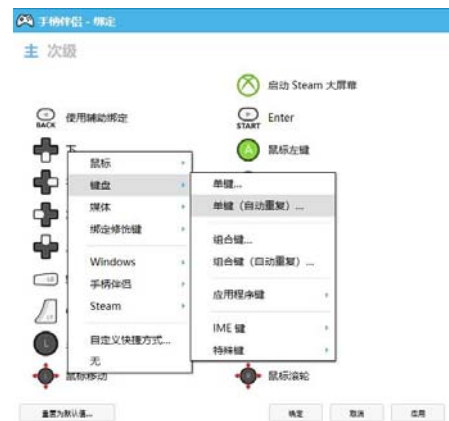 手柄伴侣 - 绑定
主 次级
启动 Steam 大屏幕
BACK 使用辅助绑定
START Enter
下
A 鼠标左键
鼠标
键盘
媒体
绑定修饰键
Windows
手柄伴侣
Steam
自定义快捷方式...
无
单键...
单键（自动重复）...
组合键...
组合键（自动重复）...
应用程序键
IME 键
特殊键
L
鼠标移动
鼠标滚轮
重置为默认值...
确定
取消
应用